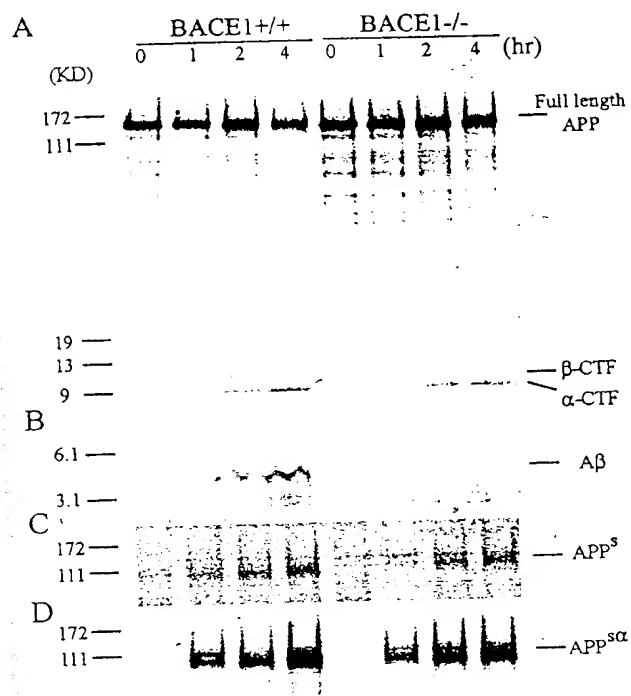 A
BACE1+/+ BACE1-/-
0 1 2 4 0 1 2 4 (hr)
(KD)
172
111
Full length
APP
19
13
9
β-CTF
α-CTF
B
6.1
3.1
Aβ
C
172
111
APPˢ
D
172
111
APPˢᵅ